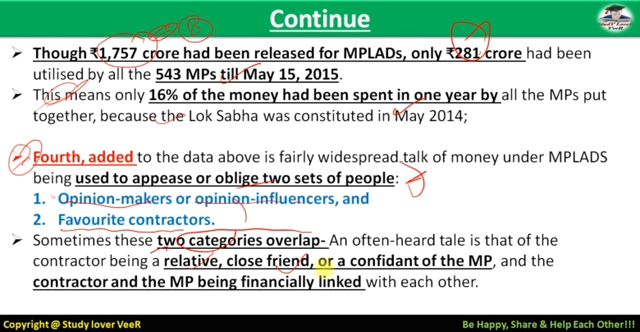 Continue
Study Lover
VeeR
➢ Though ₹1,757 crore had been released for MPLADs, only ₹281 crore had been
utilised by all the 543 MPs till May 15, 2015.
➢ This means only 16% of the money had been spent in one year by all the MPs put
together, because the Lok Sabha was constituted in May 2014;
➢ Fourth, added to the data above is fairly widespread talk of money under MPLADS
being used to appease or oblige two sets of people:
1. Opinion-makers or opinion-influencers, and
2. Favourite contractors.
➢ Sometimes these two categories overlap- An often-heard tale is that of the
contractor being a relative, close friend, or a confidant of the MP, and the
contractor and the MP being financially linked with each other.
Copyright @ Study lover VeeR
Be Happy, Share & Help Each Other!!!